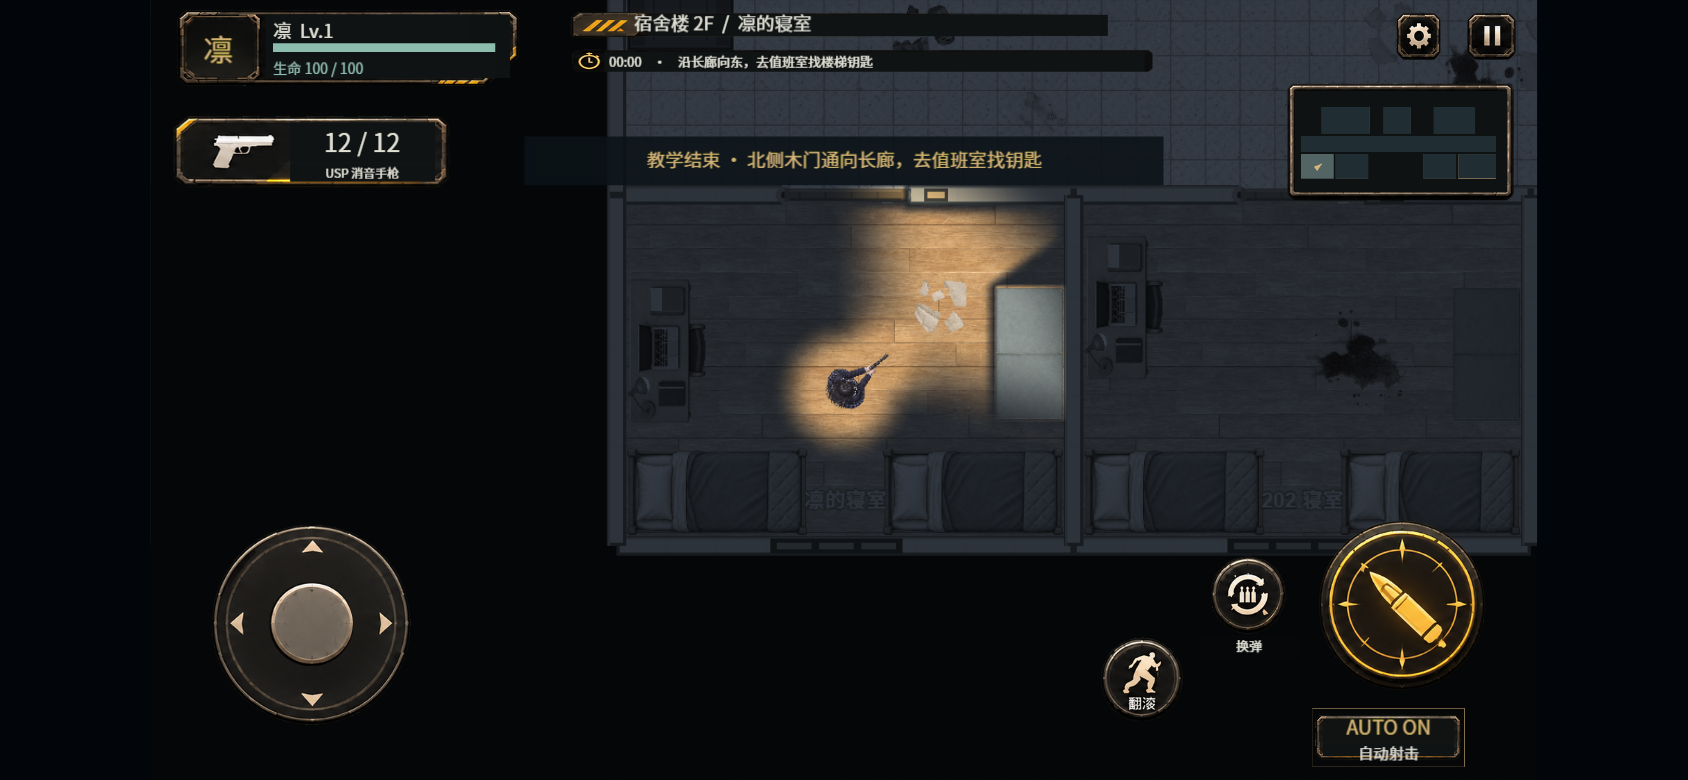 凛
凛 Lv.1
生命 100 / 100
宿舍楼 2F / 凛的寝室
00:00 · 沿长廊向东，去值班室找楼梯钥匙
12 / 12
USP 消音手枪
教学结束 · 北侧木门通向长廊，去值班室找钥匙
凛的寝室
202 寝室
换弹
翻滚
AUTO ON
自动射击